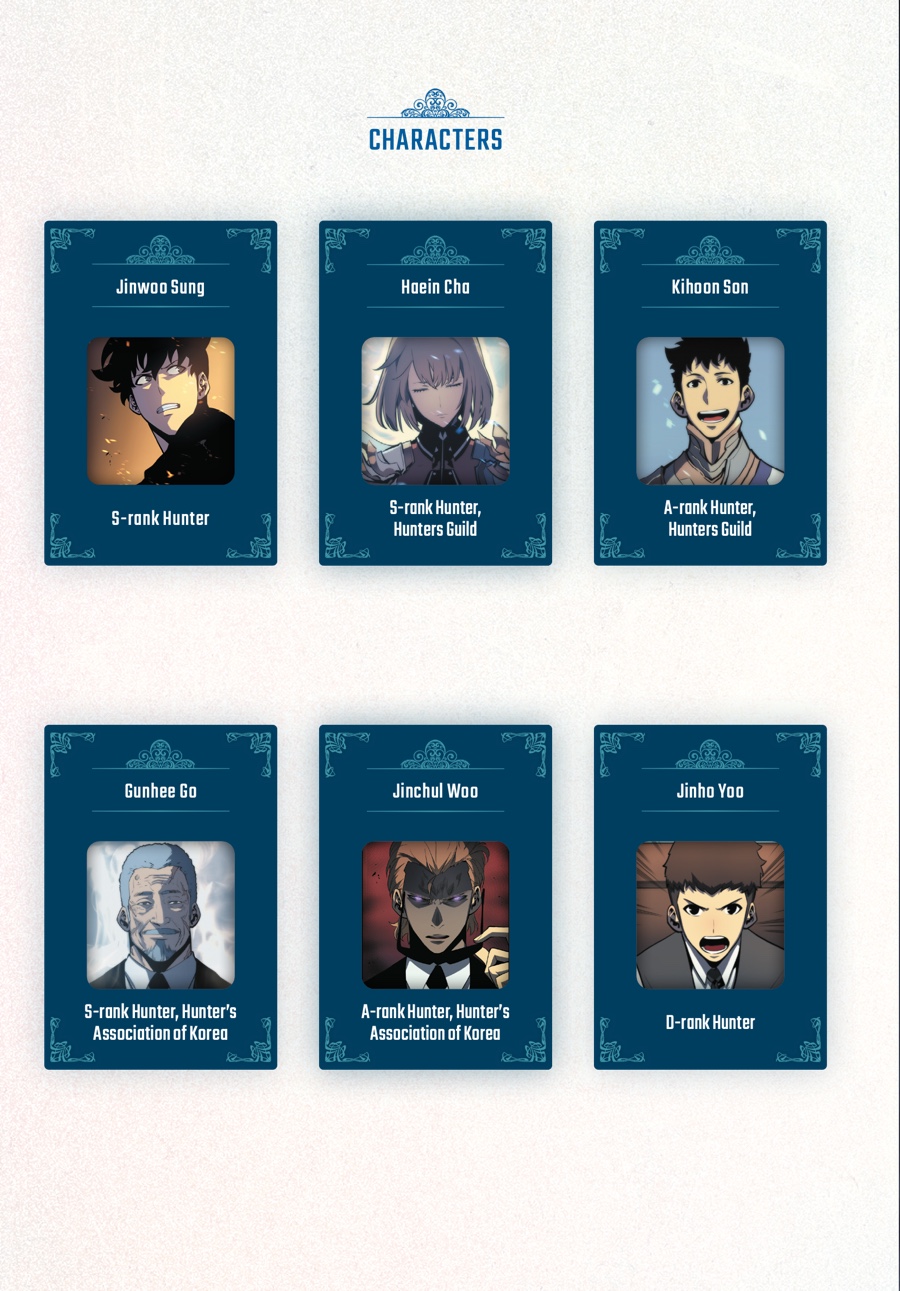 CHARACTERS
Jinwoo Sung
S-rank Hunter
Haein Cha
S-rank Hunter,
Hunters Guild
Kihoon Son
A-rank Hunter,
Hunters Guild
Gunhee Go
S-rank Hunter, Hunter's
Association of Korea
Jinchul Woo
A-rank Hunter, Hunter's
Association of Korea
Jinho Yoo
D-rank Hunter